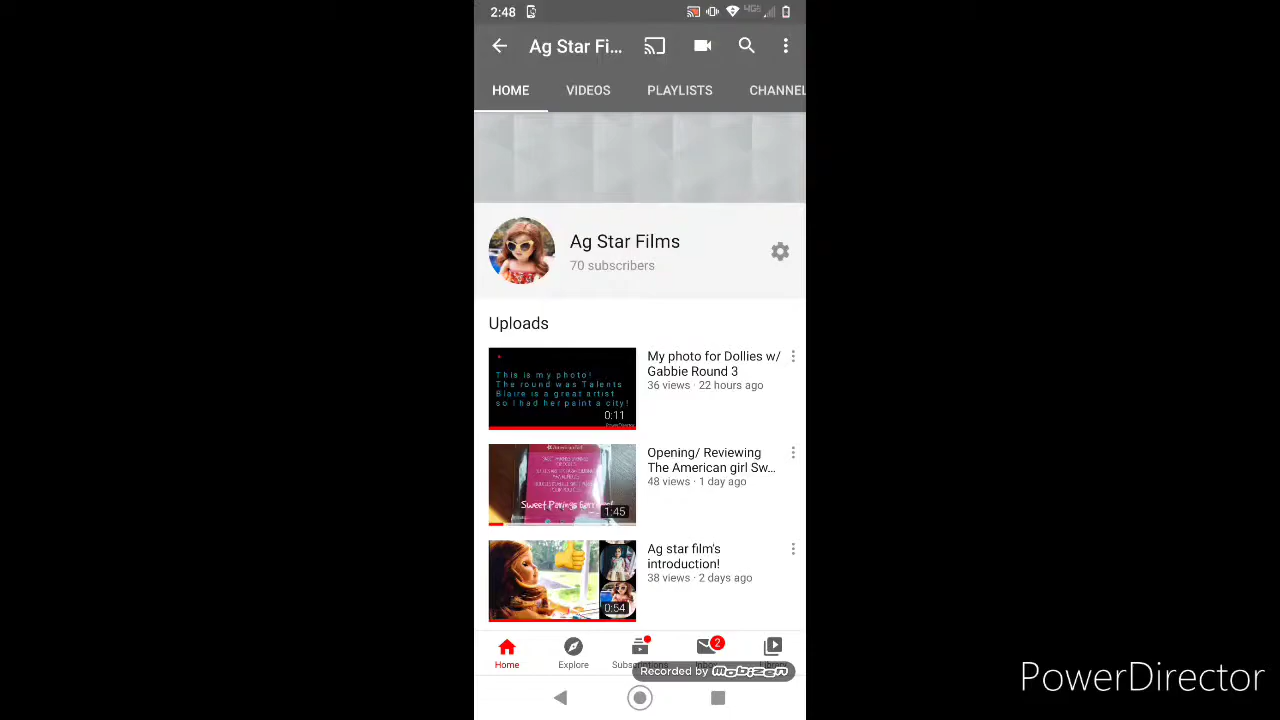 2:48
Ag Star Fi...
HOME VIDEOS PLAYLISTS CHANNEL
Ag Star Films
70 subscribers
Uploads
This is my photo!
The round was Talents
Blaire is a great artist
so I had her paint a city!
0:11
PowerDirector
My photo for Dollies w/
Gabbie Round 3
36 views · 22 hours ago
1:45
Opening/ Reviewing
The American girl Sw...
48 views · 1 day ago
0:54
Ag star film's
introduction!
38 views · 2 days ago
2
Home Explore
Recorded by mobizen
PowerDirector